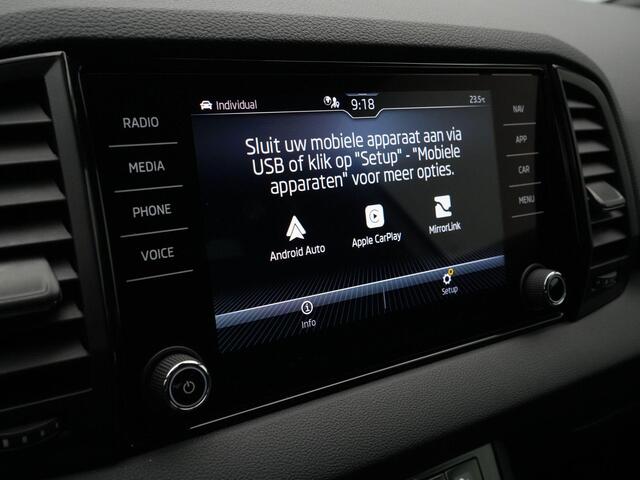 Individual
9:18
23.5°C
Sluit uw mobiele apparaat aan via
USB of klik op "Setup" - "Mobiele
apparaten" voor meer opties.
Android Auto
Apple CarPlay
MirrorLink
Info
Setup
RADIO
MEDIA
PHONE
VOICE
NAV
APP
CAR
MENU